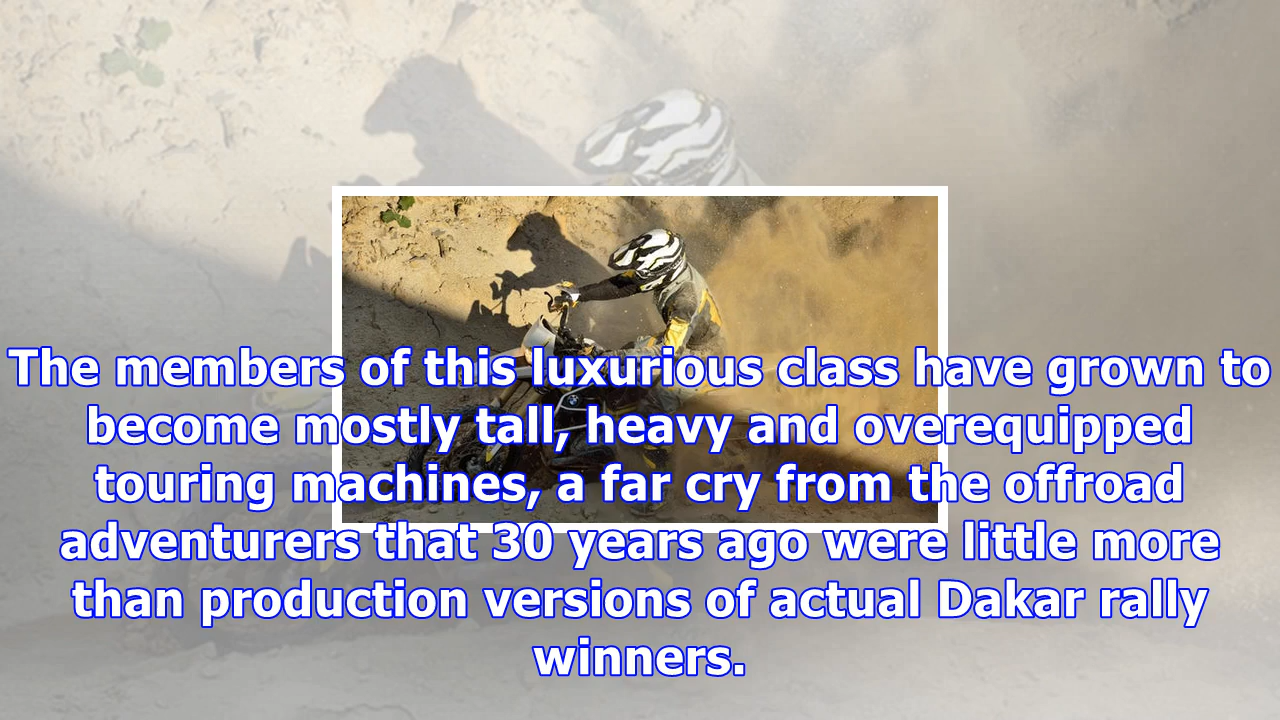 The members of this luxurious class have grown to
become mostly tall, heavy and overequipped
touring machines, a far cry from the offroad
adventurers that 30 years ago were little more
than production versions of actual Dakar rally
winners.